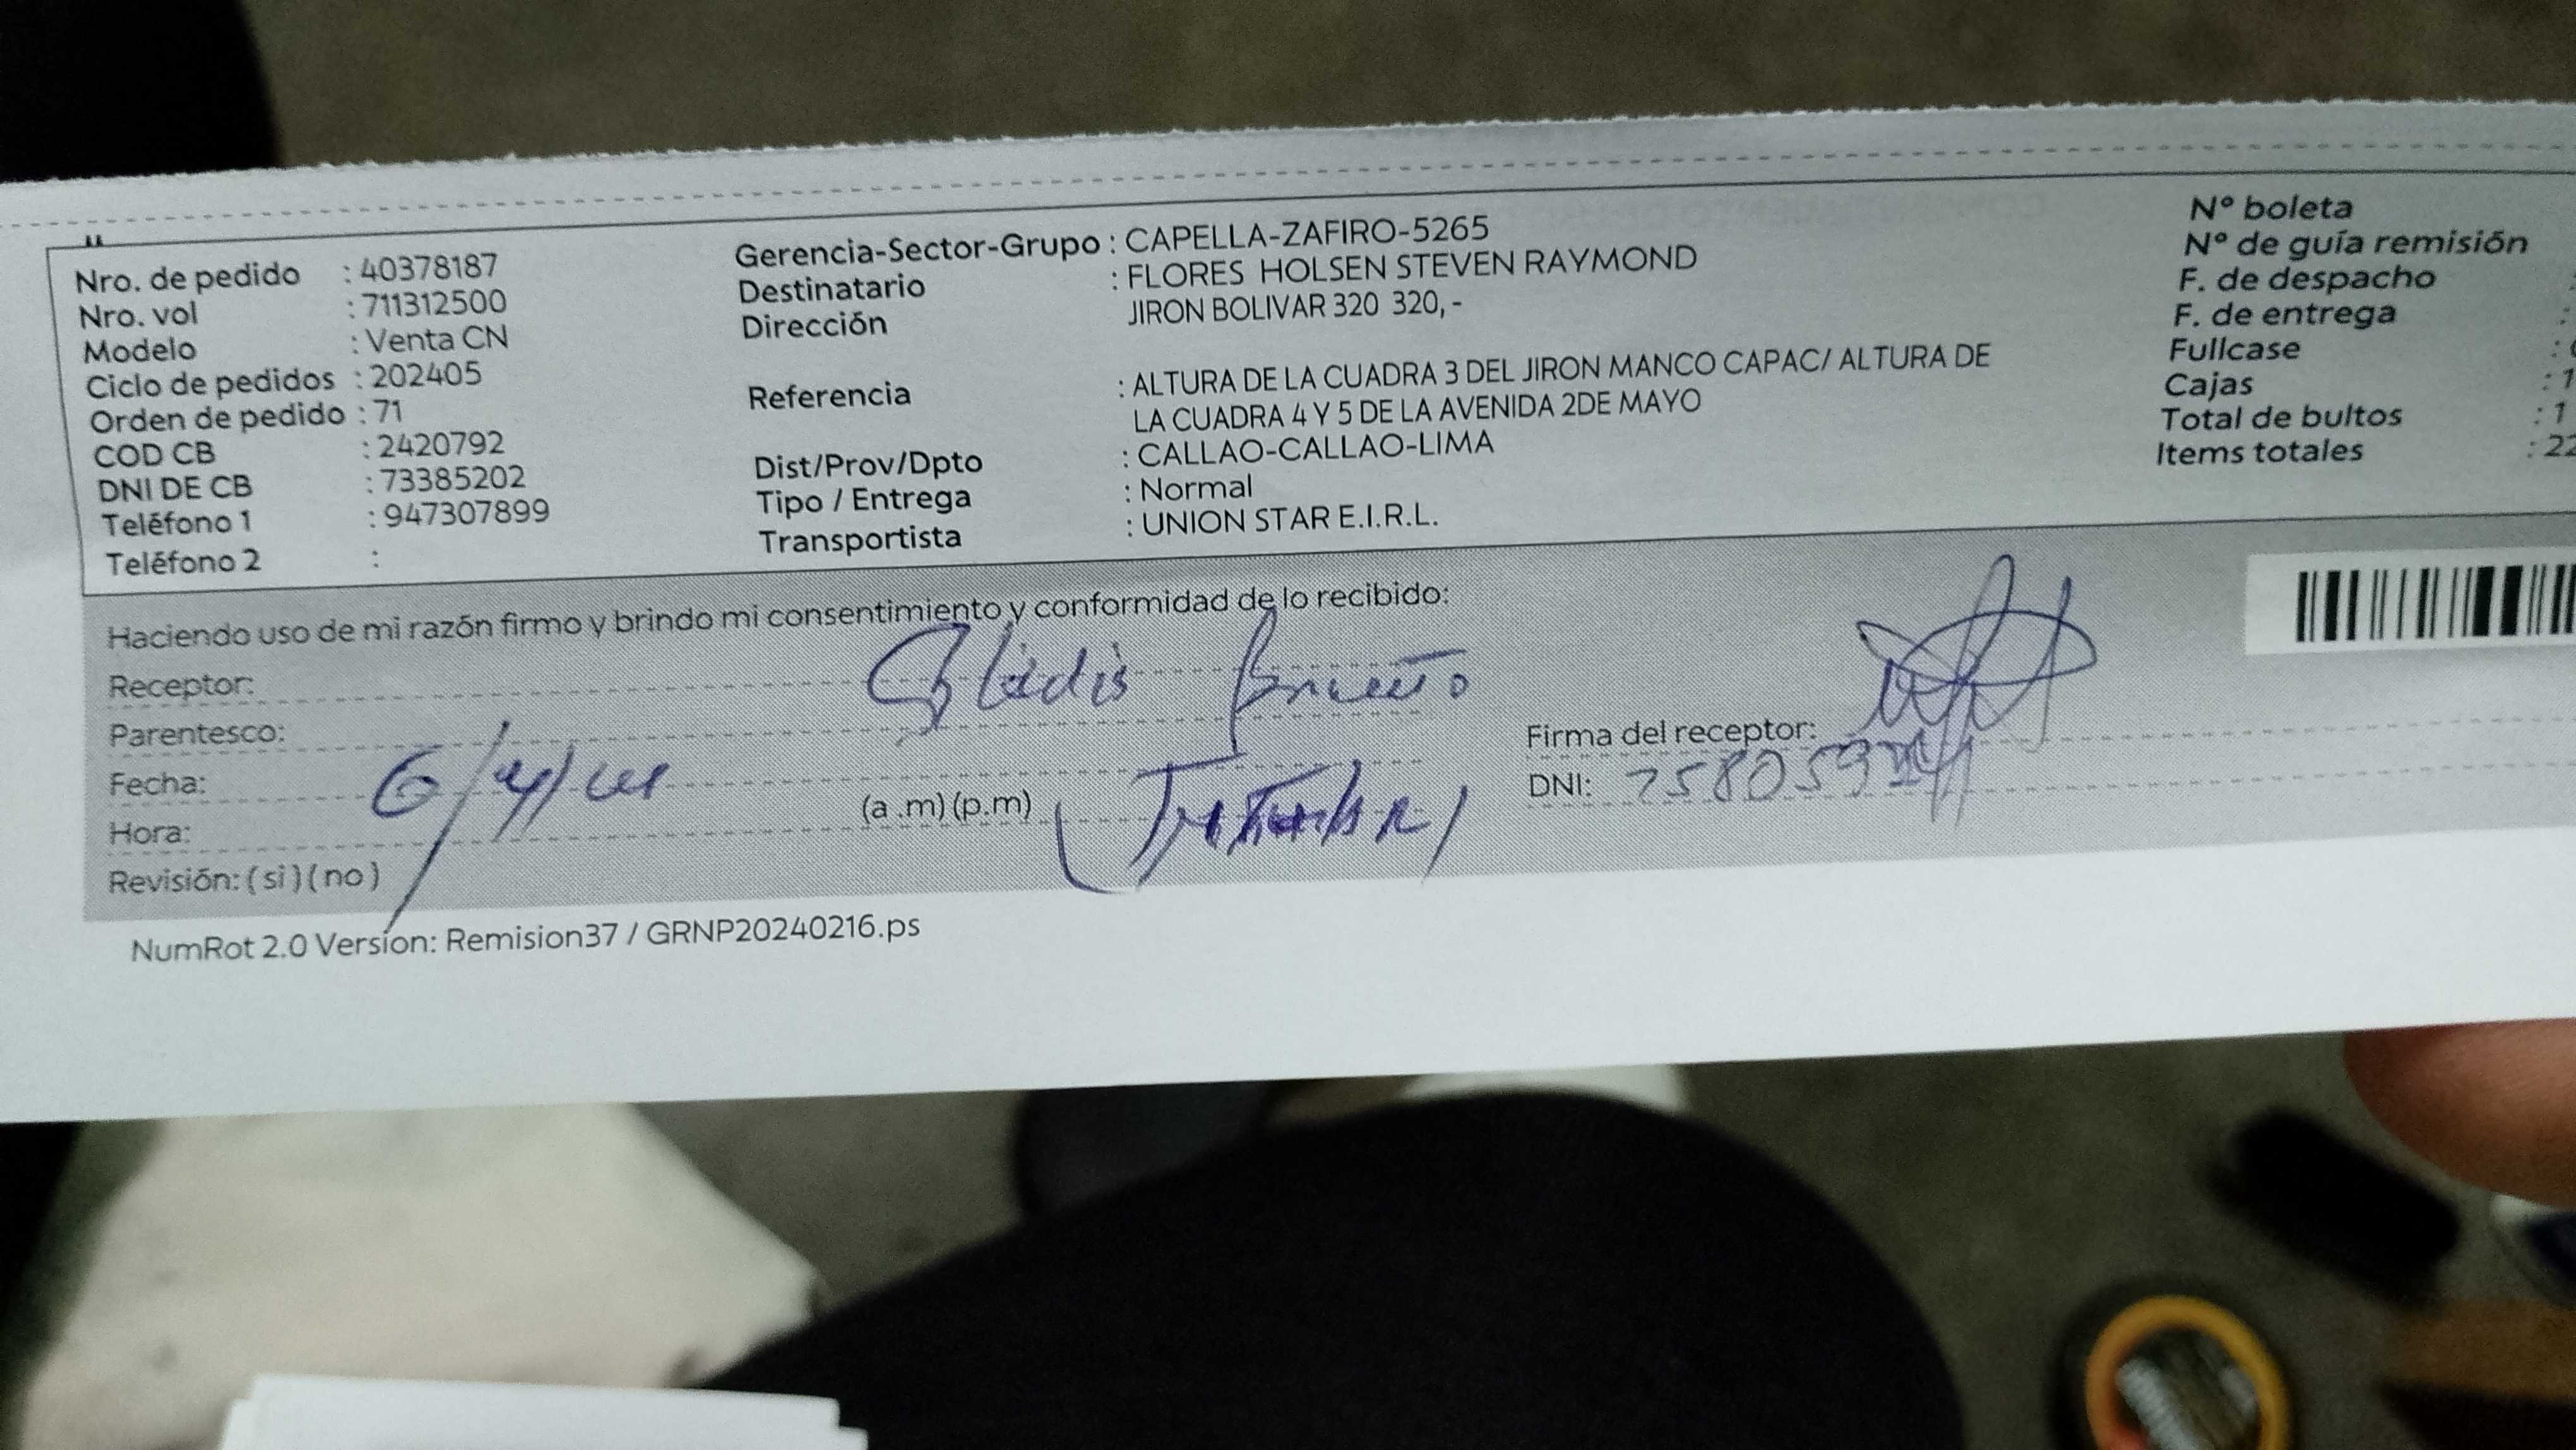 Nro. de pedido : 40378187
Nro. vol : 711312500
Modelo : Venta CN
Ciclo de pedidos : 202405
Orden de pedido : 71
COD CB : 2420792
DNI DE CB : 73385202
Teléfono 1 : 947307899
Teléfono 2 :
Gerencia-Sector-Grupo : CAPELLA-ZAFIRO-5265
Destinatario : FLORES HOLSEN STEVEN RAYMOND
Dirección JIRON BOLIVAR 320 320, -
Referencia : ALTURA DE LA CUADRA 3 DEL JIRON MANCO CAPAC/ ALTURA DE
LA CUADRA 4 Y 5 DE LA AVENIDA 2DE MAYO
Dist/Prov/Dpto : CALLAO-CALLAO-LIMA
Tipo / Entrega : Normal
Transportista : UNION STAR E.I.R.L.
Nº boleta
Nº de guía remisión
F. de despacho :
F. de entrega :
Fullcase :
Cajas : 1
Total de bultos : 1
Items totales : 22
Haciendo uso de mi razón firmo y brindo mi consentimiento y conformidad de lo recibido:
Receptor: Gladis
Parentesco:
Fecha:
Hora: (a .m) (p.m)
Revisión: ( si ) ( no )
Firma del receptor:
DNI:
NumRot 2.0 Version: Remision37 / GRNP20240216.ps